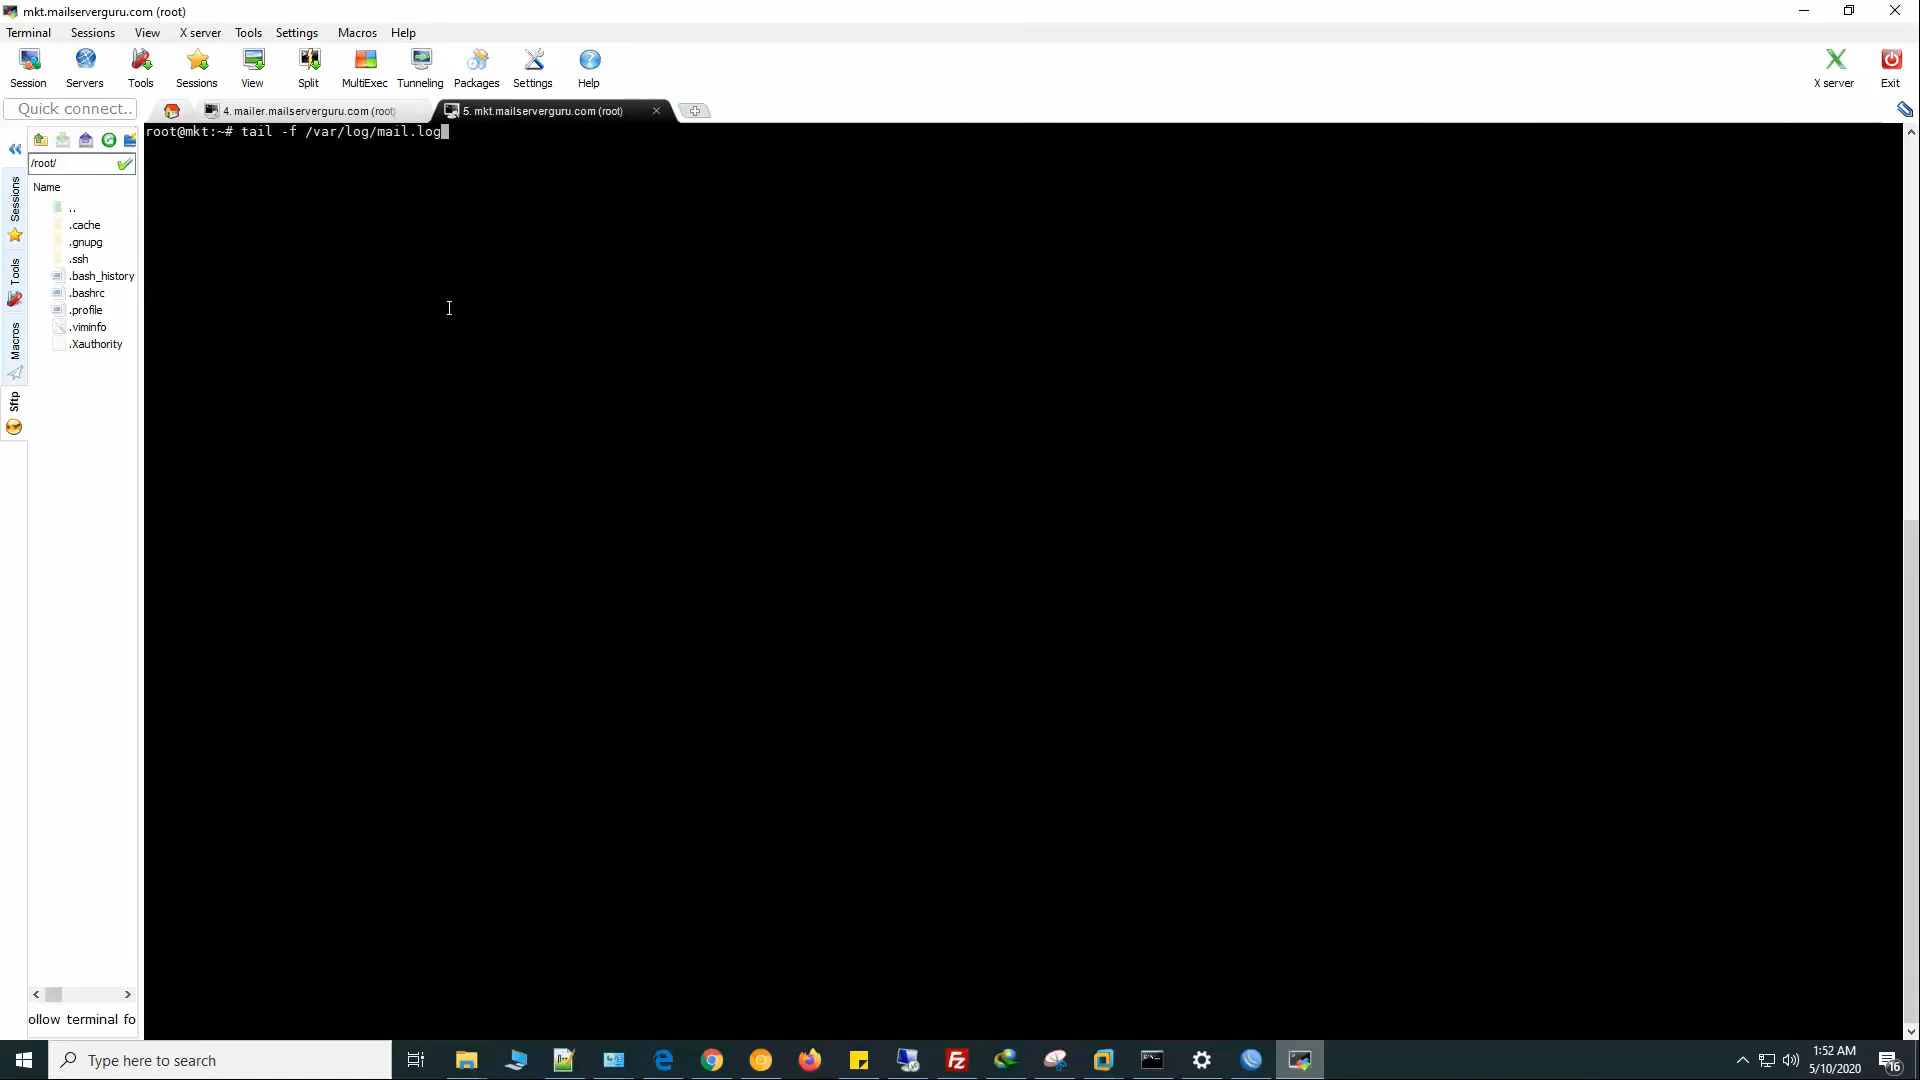 mkt.mailserverguru.com (root)
Terminal Sessions View X server Tools Settings Macros Help
Session Servers Tools Sessions View Split MultiExec Tunneling Packages Settings Help X server Exit
Quick connect.. 4. mailer.mailserverguru.com (root) 5. mkt.mailserverguru.com (root)
root@mkt:~# tail -f /var/log/mail.log
/root/
Name
..
.cache
.gnupg
.ssh
.bash_history
.bashrc
.profile
.viminfo
.Xauthority
Sessions
Tools
Macros
Sftp
ollow terminal fo
Type here to search
1:52 AM
5/10/2020
16